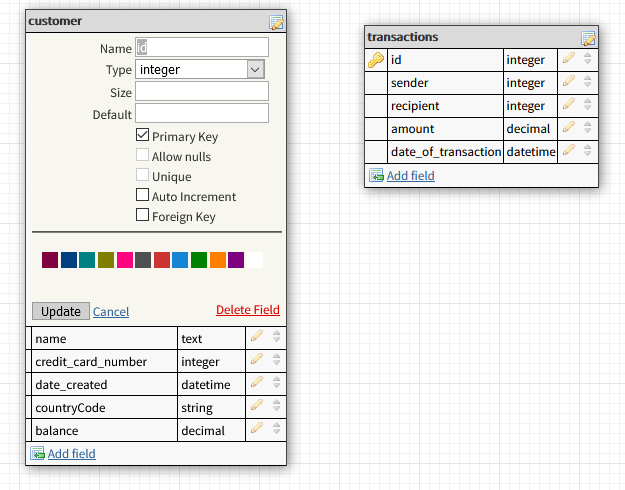 customer
Name id
Type integer
Size
Default
Primary Key
Allow nulls
Unique
Auto Increment
Foreign Key
Update Cancel Delete Field
name text
credit_card_number integer
date_created datetime
countryCode string
balance decimal
Add field
transactions
id integer
sender integer
recipient integer
amount decimal
date_of_transaction datetime
Add field